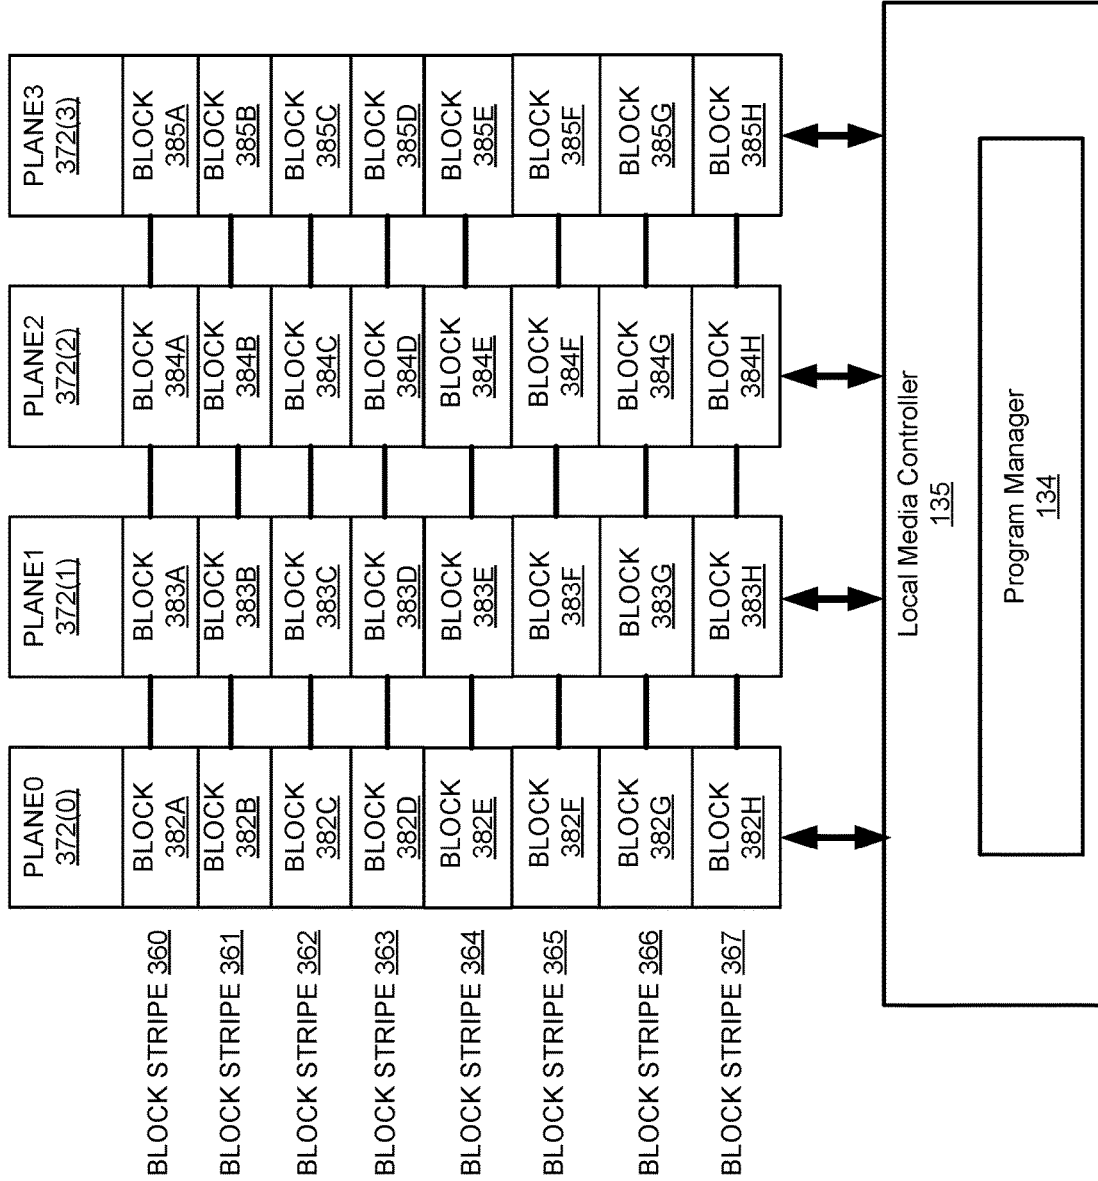 PLANE0
372(0)
PLANE1
372(1)
PLANE2
372(2)
PLANE3
372(3)
BLOCK STRIPE 360
BLOCK
382A
BLOCK
383A
BLOCK
384A
BLOCK
385A
BLOCK STRIPE 361
BLOCK
382B
BLOCK
383B
BLOCK
384B
BLOCK
385B
BLOCK STRIPE 362
BLOCK
382C
BLOCK
383C
BLOCK
384C
BLOCK
385C
BLOCK STRIPE 363
BLOCK
382D
BLOCK
383D
BLOCK
384D
BLOCK
385D
BLOCK STRIPE 364
BLOCK
382E
BLOCK
383E
BLOCK
384E
BLOCK
385E
BLOCK STRIPE 365
BLOCK
382F
BLOCK
383F
BLOCK
384F
BLOCK
385F
BLOCK STRIPE 366
BLOCK
382G
BLOCK
383G
BLOCK
384G
BLOCK
385G
BLOCK STRIPE 367
BLOCK
382H
BLOCK
383H
BLOCK
384H
BLOCK
385H
Local Media Controller
135
Program Manager
134